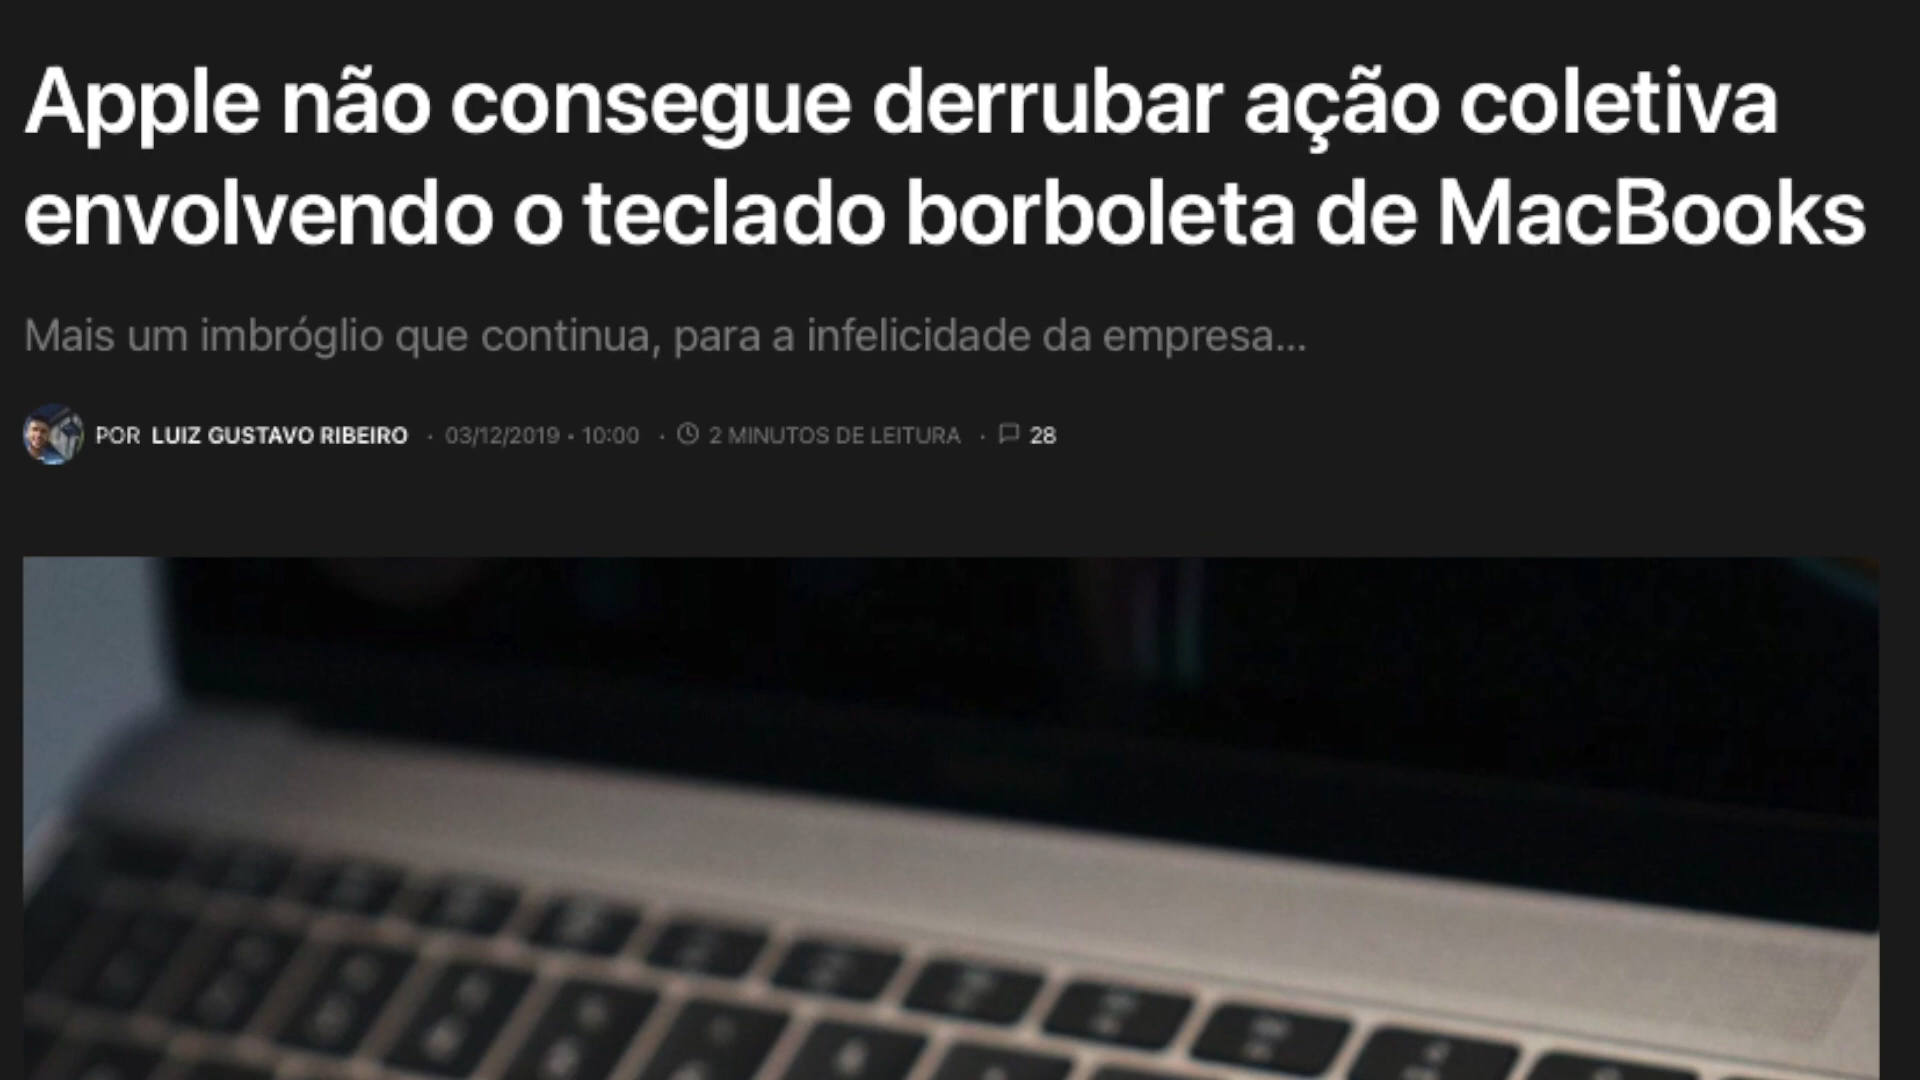 Apple não consegue derrubar ação coletiva
envolvendo o teclado borboleta de MacBooks
Mais um imbróglio que continua, para a infelicidade da empresa...
POR LUIZ GUSTAVO RIBEIRO · 03/12/2019 • 10:00 · 2 MINUTOS DE LEITURA · 28